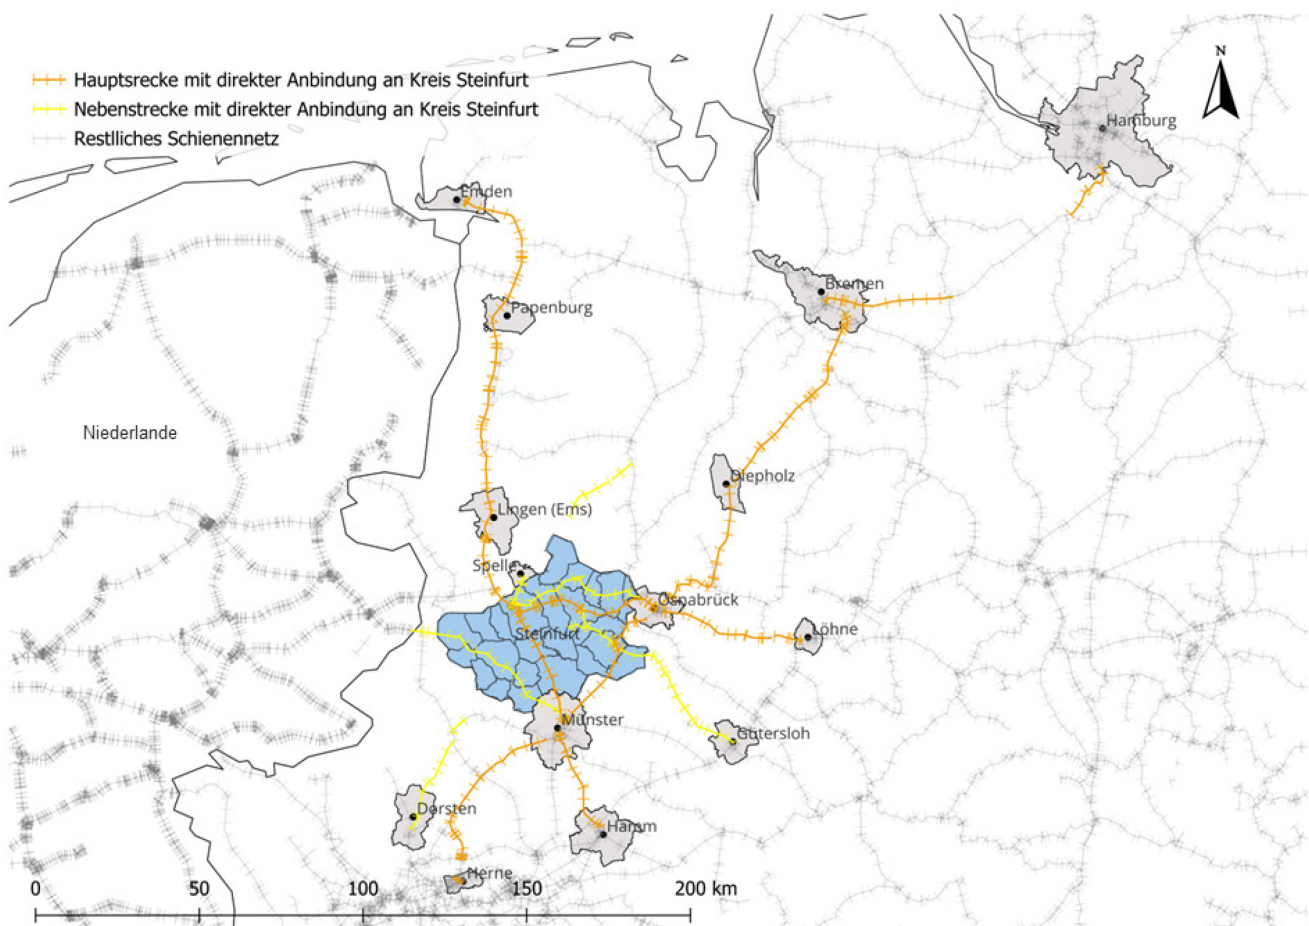 N
Hauptsrecke mit direkter Anbindung an Kreis Steinfurt
Nebenstrecke mit direkter Anbindung an Kreis Steinfurt
Restlliches Schienennetz
Hamburg
Emden
Bremen
Papenburg
Niederlande
Diepholz
Lingen (Ems)
Spelle
Osnabrück
Steinfurt
Löhne
Münster
Gütersloh
Dorsten
Hamm
Herne
0 50 100 150 200 km